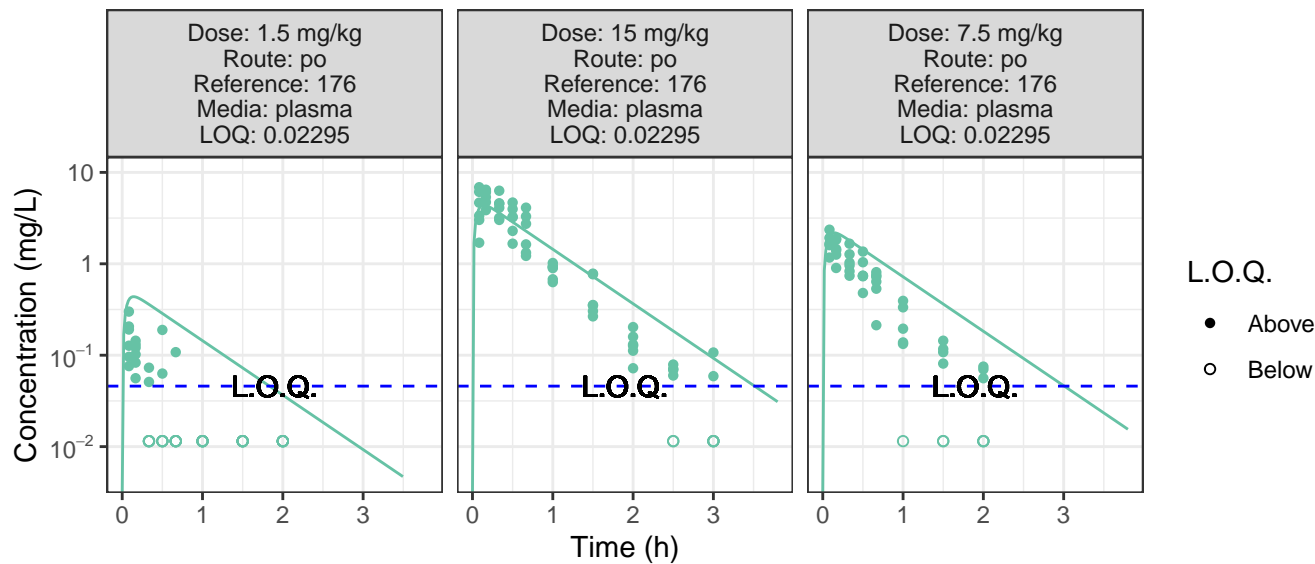 Dose: 1.5 mg/kg
Route: po
Reference: 176
Media: plasma
LOQ: 0.02295
Dose: 15 mg/kg
Route: po
Reference: 176
Media: plasma
LOQ: 0.02295
Dose: 7.5 mg/kg
Route: po
Reference: 176
Media: plasma
LOQ: 0.02295
Concentration (mg/L)
10
1
10⁻¹
10⁻²
L.O.Q.
L.O.Q.
L.O.Q.
0 1 2 3
0 1 2 3
0 1 2 3
Time (h)
L.O.Q.
Above
Below